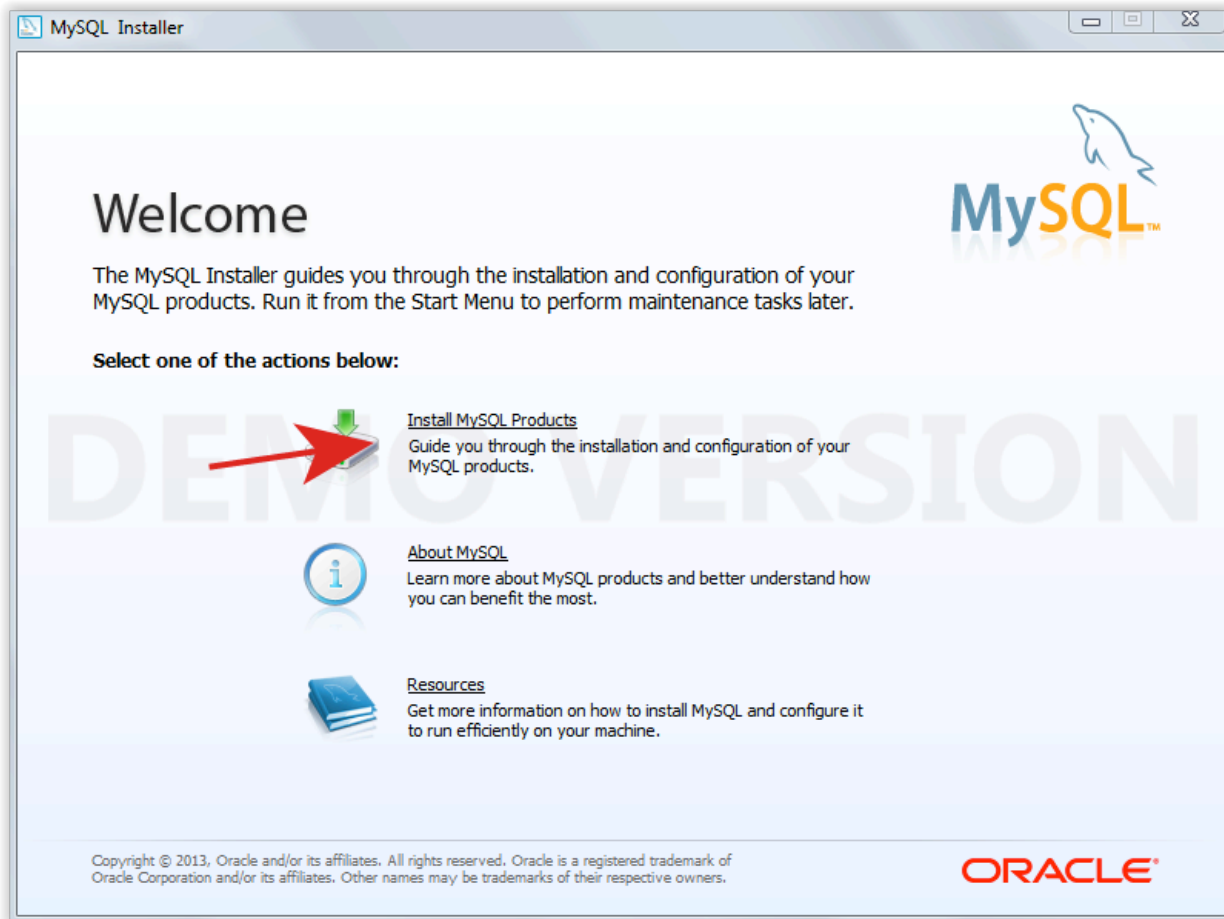 MySQL Installer
MySQL™
Welcome
The MySQL Installer guides you through the installation and configuration of your
MySQL products. Run it from the Start Menu to perform maintenance tasks later.
Select one of the actions below:
DEMO VERSION
Install MySQL Products
Guide you through the installation and configuration of your
MySQL products.
About MySQL
Learn more about MySQL products and better understand how
you can benefit the most.
Resources
Get more information on how to install MySQL and configure it
to run efficiently on your machine.
Copyright © 2013, Oracle and/or its affiliates. All rights reserved. Oracle is a registered trademark of
Oracle Corporation and/or its affiliates. Other names may be trademarks of their respective owners.
ORACLE®